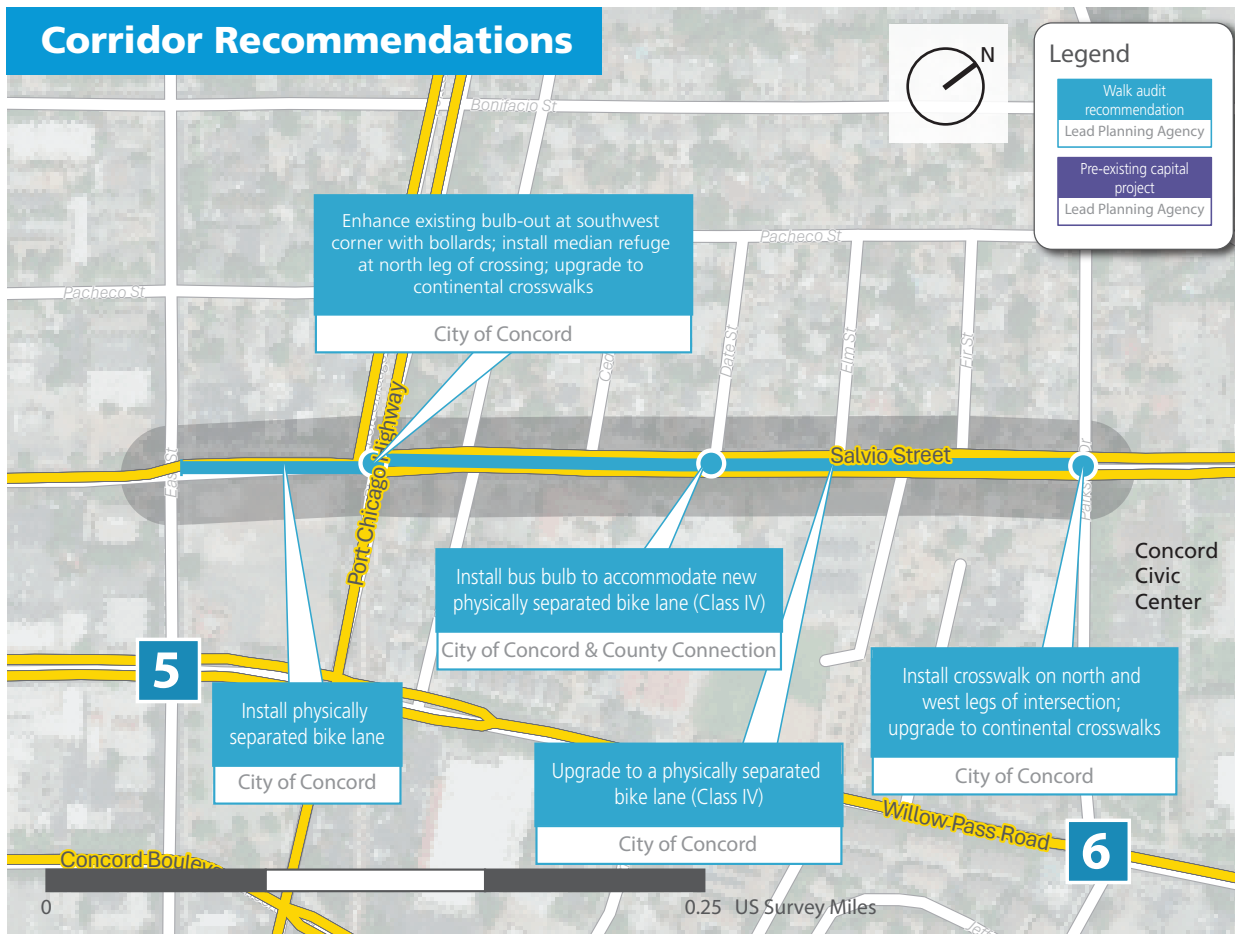 Corridor Recommendations
N
Legend
Walk audit
recommendation
Lead Planning Agency
Pre-existing capital
project
Lead Planning Agency
Bonifacio St
Pacheco St
Pacheco St
Enhance existing bulb-out at southwest
corner with bollards; install median refuge
at north leg of crossing; upgrade to
continental crosswalks
City of Concord
Date St
Elm St
Fir St
East St
Port Chicago Highway
Salvio Street
Concord
Civic
Center
Install bus bulb to accommodate new
physically separated bike lane (Class IV)
City of Concord & County Connection
5
Install physically
separated bike lane
City of Concord
Install crosswalk on north and
west legs of intersection;
upgrade to continental crosswalks
City of Concord
Upgrade to a physically separated
bike lane (Class IV)
City of Concord
Willow Pass Road
6
Concord
0
0.25 US Survey Miles